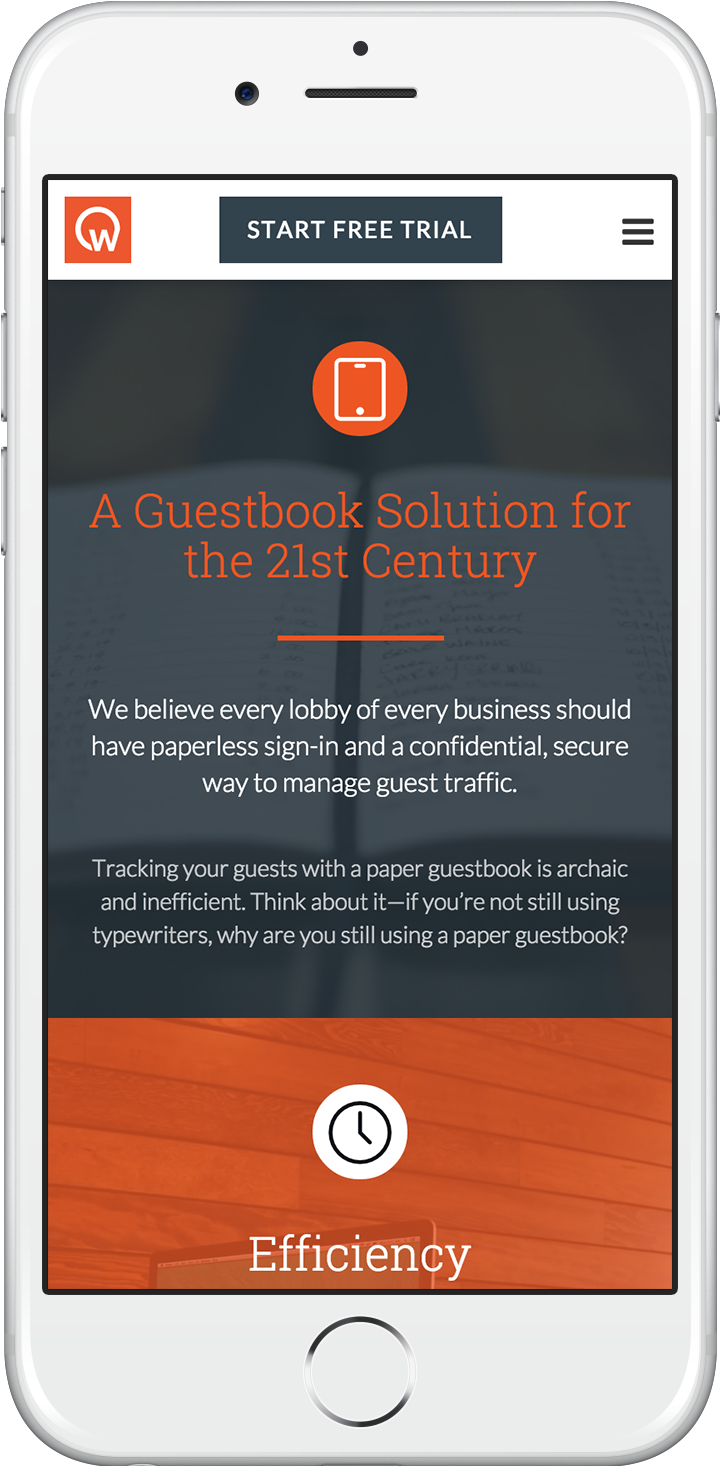 W
START FREE TRIAL
A Guestbook Solution for
the 21st Century
We believe every lobby of every business should
have paperless sign-in and a confidential, secure
way to manage guest traffic.
Tracking your guests with a paper guestbook is archaic
and inefficient. Think about it—if you’re not still using
typewriters, why are you still using a paper guestbook?
Efficiency